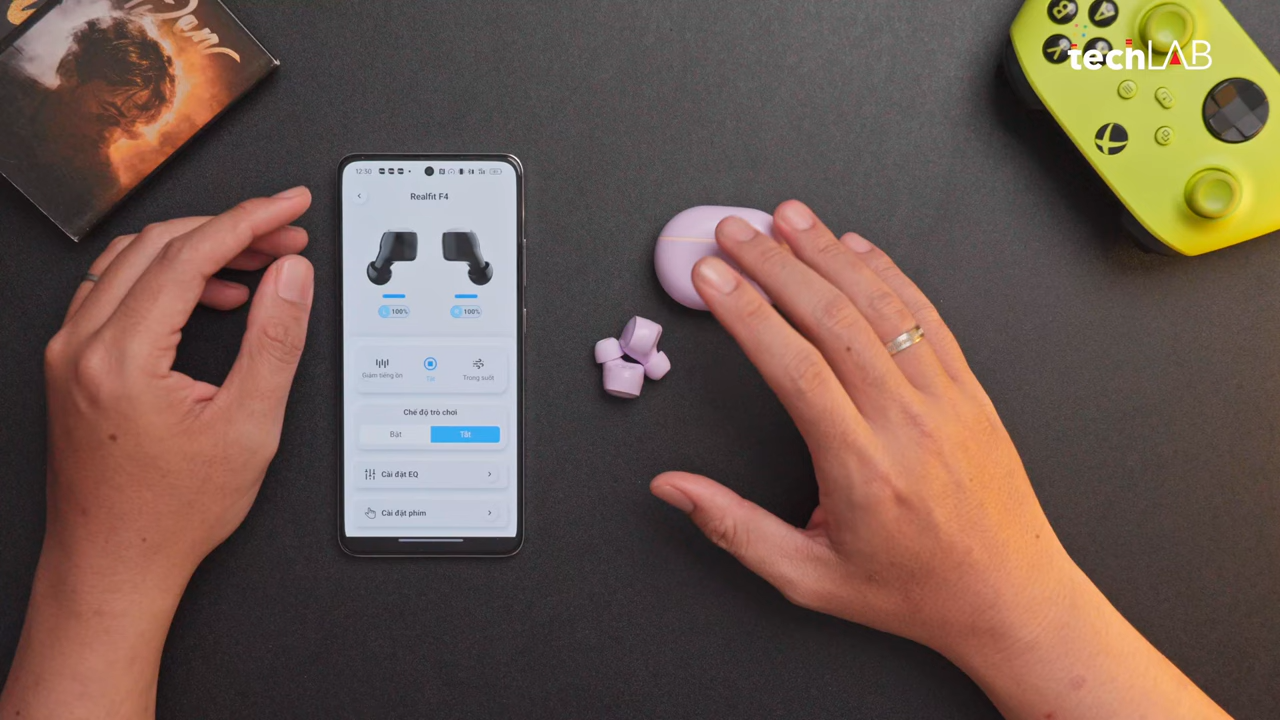 techLAB
B
A
Y
12:50
Realfit F4
100%
100%
Giảm tiếng ồn
Tắt
Trong suốt
Chế độ trò chơi
Bật
Tắt
Cài đặt EQ
Cài đặt phím